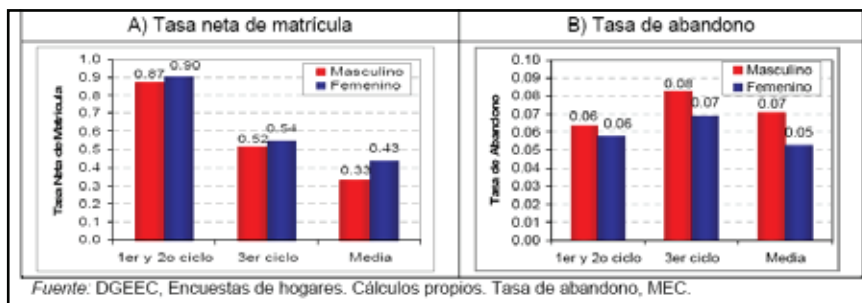 A) Tasa neta de matrícula
Tasa Neta de Matrícula
1.0
0.9
0.8
0.7
0.6
0.5
0.4
0.3
0.2
0.1
0.0
0.87
0.90
0.52
0.54
0.33
0.43
Masculino
Femenino
1er y 2o ciclo
3er ciclo
Media
B) Tasa de abandono
Tasa de Abandono
0.10
0.09
0.08
0.07
0.06
0.05
0.04
0.03
0.02
0.01
0.00
0.06
0.06
0.08
0.07
0.07
0.05
Masculino
Femenino
1er y 2o ciclo
3er ciclo
Media
Fuente: DGEEC, Encuestas de hogares. Cálculos propios. Tasa de abandono, MEC.